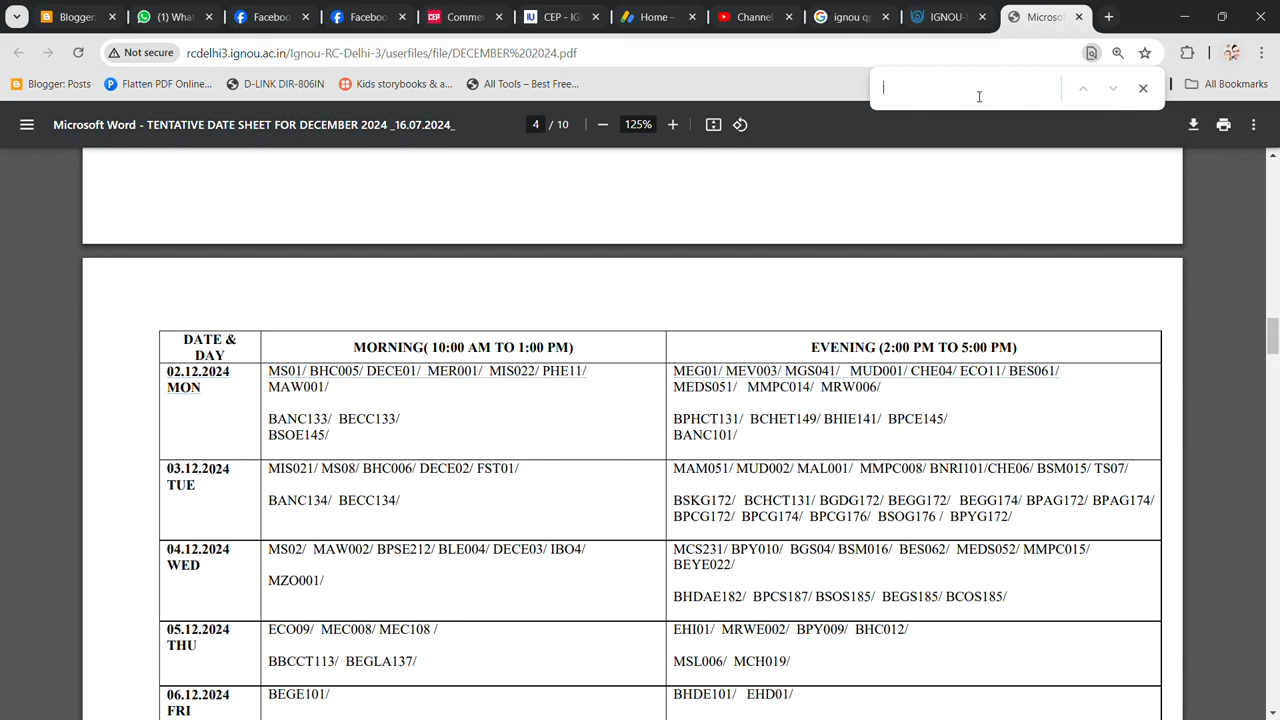 Blogger:
(1) What
Facebo
Facebo
Comme
CEP - IG
Home –
Channel
ignou q
IGNOU-
Microso
Not secure
rcdelhi3.ignou.ac.in/Ignou-RC-Delhi-3/userfiles/file/DECEMBER%202024.pdf
Blogger: Posts
Flatten PDF Online...
D-LINK DIR-806IN
Kids storybooks & a...
All Tools – Best Free...
All Bookmarks
Microsoft Word - TENTATIVE DATE SHEET FOR DECEMBER 2024 _16.07.2024_
4 / 10
125%
DATE & DAY
MORNING( 10:00 AM TO 1:00 PM)
EVENING (2:00 PM TO 5:00 PM)
02.12.2024
MON
MS01/ BHC005/ DECE01/ MER001/ MIS022/ PHE11/
MAW001/
BANC133/ BECC133/
BSOE145/
MEG01/ MEV003/ MGS041/ MUD001/ CHE04/ ECO11/ BES061/
MEDS051/ MMPC014/ MRW006/
BPHCT131/ BCHET149/ BHIE141/ BPCE145/
BANC101/
03.12.2024
TUE
MIS021/ MS08/ BHC006/ DECE02/ FST01/
BANC134/ BECC134/
MAM051/ MUD002/ MAL001/ MMPC008/ BNRI101/CHE06/ BSM015/ TS07/
BSKG172/ BCHCT131/ BGDG172/ BEGG172/ BEGG174/ BPAG172/ BPAG174/
BPCG172/ BPCG174/ BPCG176/ BSOG176 / BPYG172/
04.12.2024
WED
MS02/ MAW002/ BPSE212/ BLE004/ DECE03/ IBO4/
MZO001/
MCS231/ BPY010/ BGS04/ BSM016/ BES062/ MEDS052/ MMPC015/
BEYE022/
BHDAE182/ BPCS187/ BSOS185/ BEGS185/ BCOS185/
05.12.2024
THU
ECO09/ MEC008/ MEC108 /
BBCCT113/ BEGLA137/
EHI01/ MRWE002/ BPY009/ BHC012/
MSL006/ MCH019/
06.12.2024
FRI
BEGE101/
BHDE101/ EHD01/